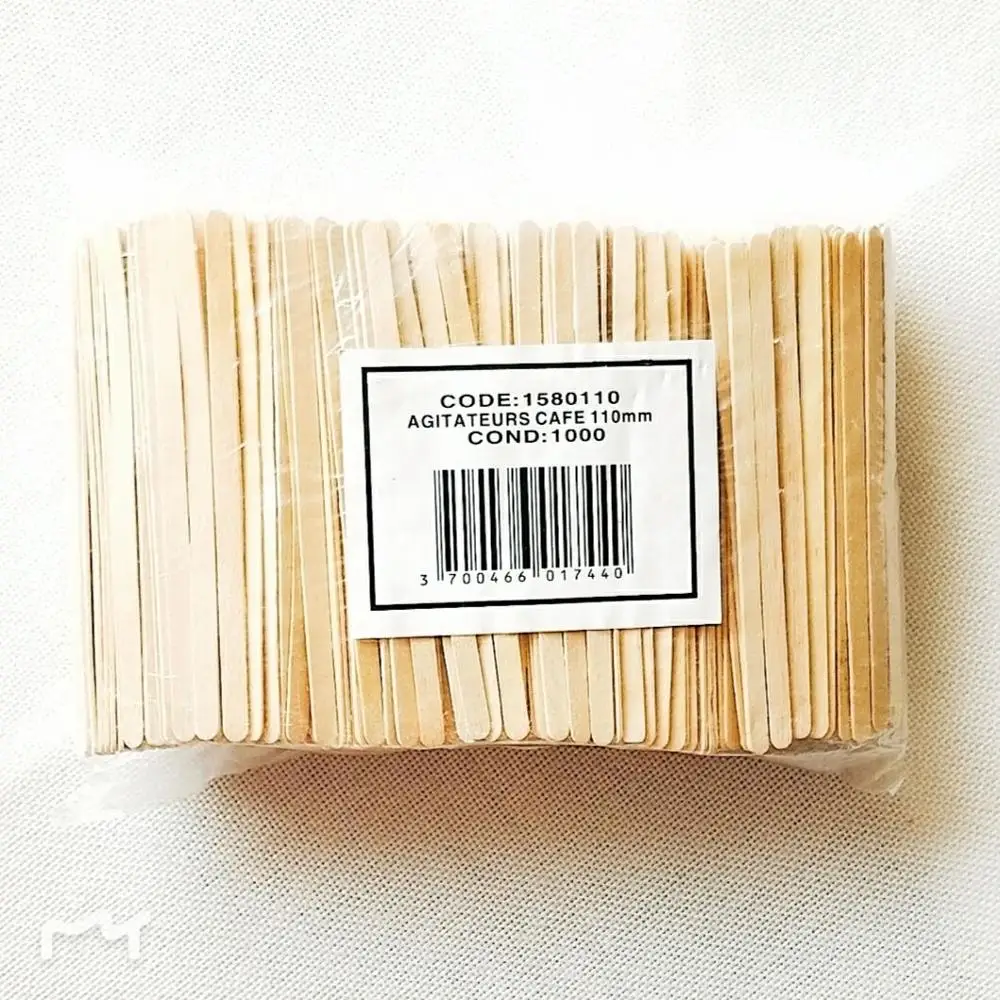 CODE:1580110
AGITATEURS CAFE 110mm
COND:1000
3 700466 017440